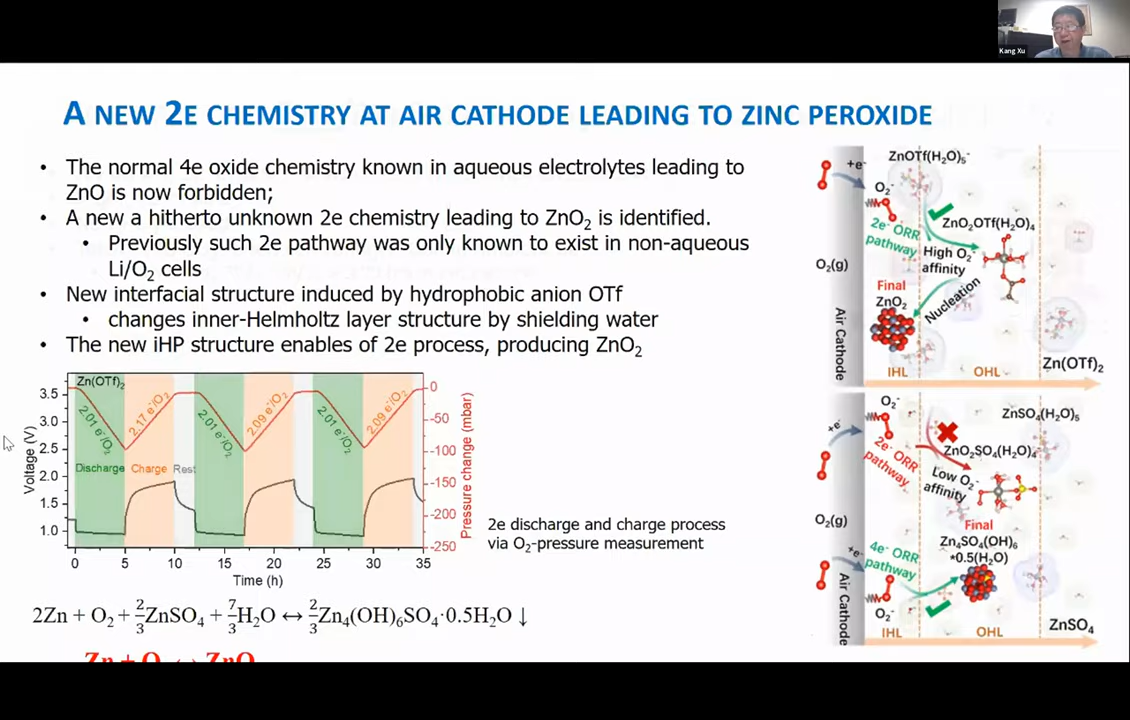 Kang Xu
A NEW 2E CHEMISTRY AT AIR CATHODE LEADING TO ZINC PEROXIDE
• The normal 4e oxide chemistry known in aqueous electrolytes leading to
ZnO is now forbidden;
• A new a hitherto unknown 2e chemistry leading to ZnO₂ is identified.
• Previously such 2e pathway was only known to exist in non-aqueous
Li/O₂ cells
• New interfacial structure induced by hydrophobic anion OTf
• changes inner-Helmholtz layer structure by shielding water
• The new iHP structure enables of 2e process, producing ZnO₂
Zn(OTf)₂
Voltage (V)
3.5
3.0
2.5
2.0
1.5
1.0
2.01 e⁻/O₂
2.17 e⁻/O₂
2.01 e⁻/O₂
2.09 e⁻/O₂
2.01 e⁻/O₂
2.09 e⁻/O₂
Discharge Charge Rest
0
-50
-100
-150
-200
-250
Pressure change (mbar)
0 5 10 15 20 25 30 35
Time (h)
2e discharge and charge process
via O₂-pressure measurement
2Zn + O₂ + 2/3 ZnSO₄ + 7/3 H₂O ↔ 2/3 Zn₄(OH)₆SO₄·0.5H₂O ↓
+e⁻
ZnOTf(H₂O)₅⁻
O₂⁻
2e⁻ ORR
pathway
ZnO₂OTf(H₂O)₄
High O₂⁻
affinity
O₂(g)
Nucleation
Final
ZnO₂
Air Cathode
IHL
OHL
Zn(OTf)₂
O₂⁻
ZnSO₄(H₂O)₅
+e⁻
2e⁻ ORR
pathway
ZnO₂SO₄(H₂O)₄
Low O₂⁻
affinity
O₂(g)
Final
Zn₄SO₄(OH)₆
*0.5(H₂O)
+e⁻
4e⁻ ORR
pathway
O₂⁻
Air Cathode
IHL
OHL
ZnSO₄